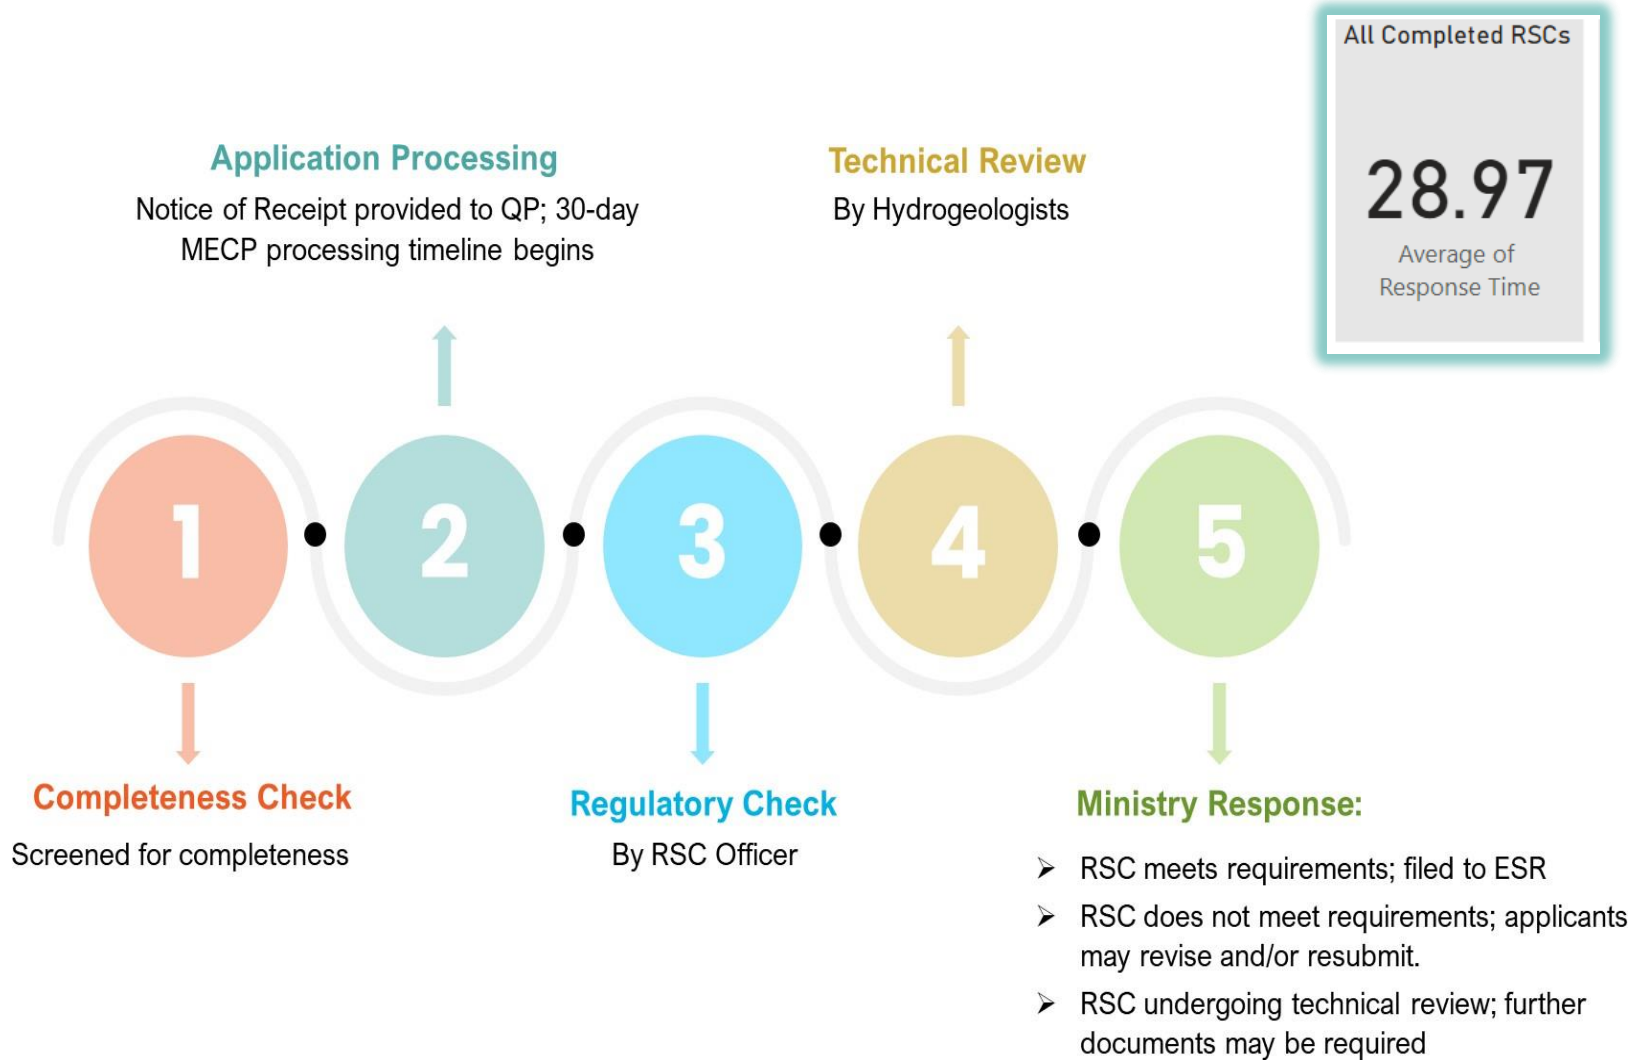 All Completed RSCs
28.97
Average of
Response Time
Application Processing
Notice of Receipt provided to QP; 30-day
MECP processing timeline begins
Technical Review
By Hydrogeologists
1
2
3
4
5
Completeness Check
Screened for completeness
Regulatory Check
By RSC Officer
Ministry Response:
➢ RSC meets requirements; filed to ESR
➢ RSC does not meet requirements; applicants
may revise and/or resubmit.
➢ RSC undergoing technical review; further
documents may be required